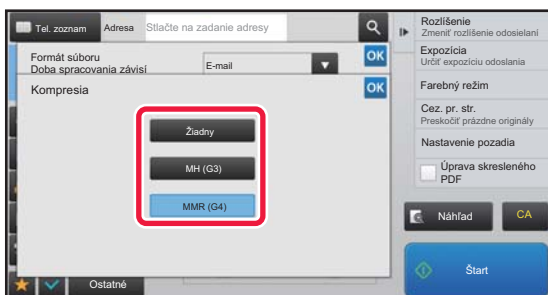 Tel. zoznam
Adresa
Stlačte na zadanie adresy
Formát súboru
Doba spracovania závisí
E-mail
OK
Kompresia
OK
Žiadny
MH (G3)
MMR (G4)
Ostatné
Rozlíšenie
Zmeniť rozlíšenie odosielani
Expozícia
Určiť expozíciu odoslania
Farebný režim
Cez. pr. str.
Preskočiť prázdne originály
Nastavenie pozadia
Úprava skresleného
PDF
Náhľad
CA
Štart